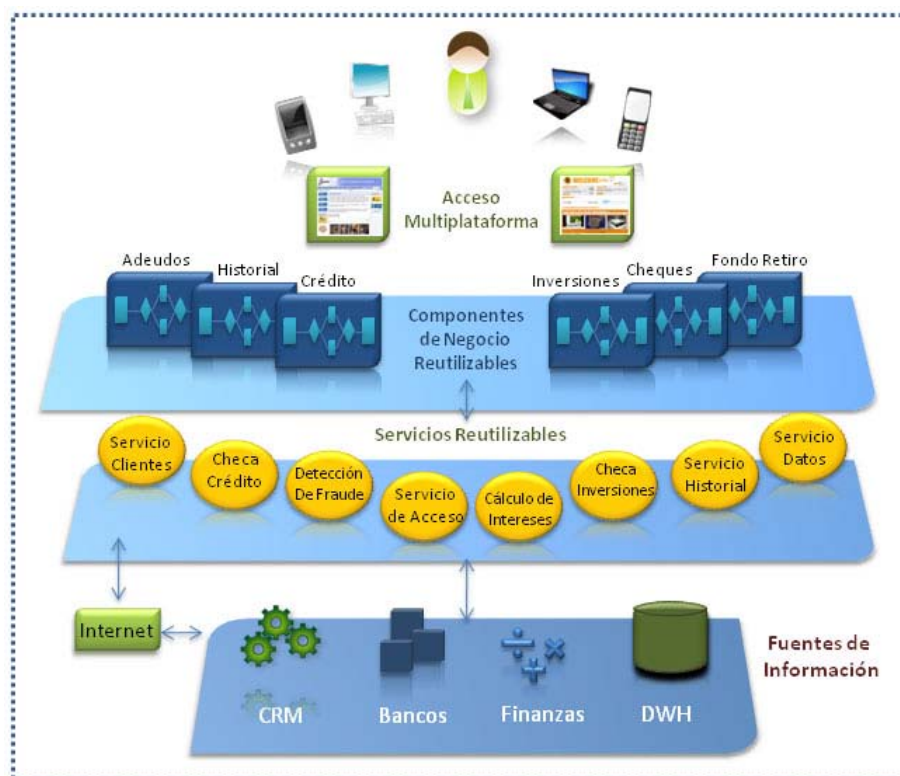 Acceso
Multiplataforma
Adeudos
Historial
Crédito
Inversiones
Cheques
Fondo Retiro
Componentes
de Negocio
Reutilizables
Servicios Reutilizables
Servicio
Clientes
Checa
Crédito
Detección
De Fraude
Servicio
de Acceso
Cálculo de
Intereses
Checa
Inversiones
Servicio
Historial
Servicio
Datos
Internet
Fuentes de
Información
CRM
Bancos
Finanzas
DWH